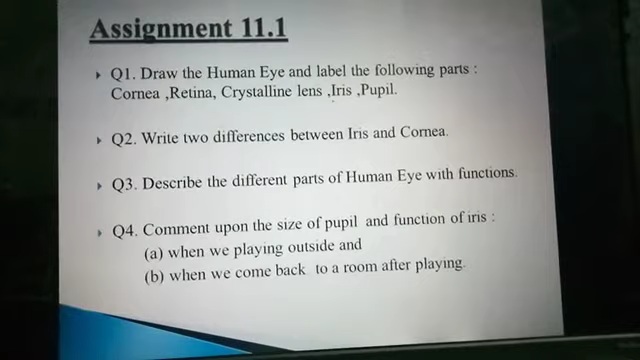 Assignment 11.1
Q1. Draw the Human Eye and label the following parts :
Cornea ,Retina, Crystalline lens ,Iris ,Pupil.
Q2. Write two differences between Iris and Cornea.
Q3. Describe the different parts of Human Eye with functions.
Q4. Comment upon the size of pupil and function of iris :
(a) when we playing outside and
(b) when we come back to a room after playing.